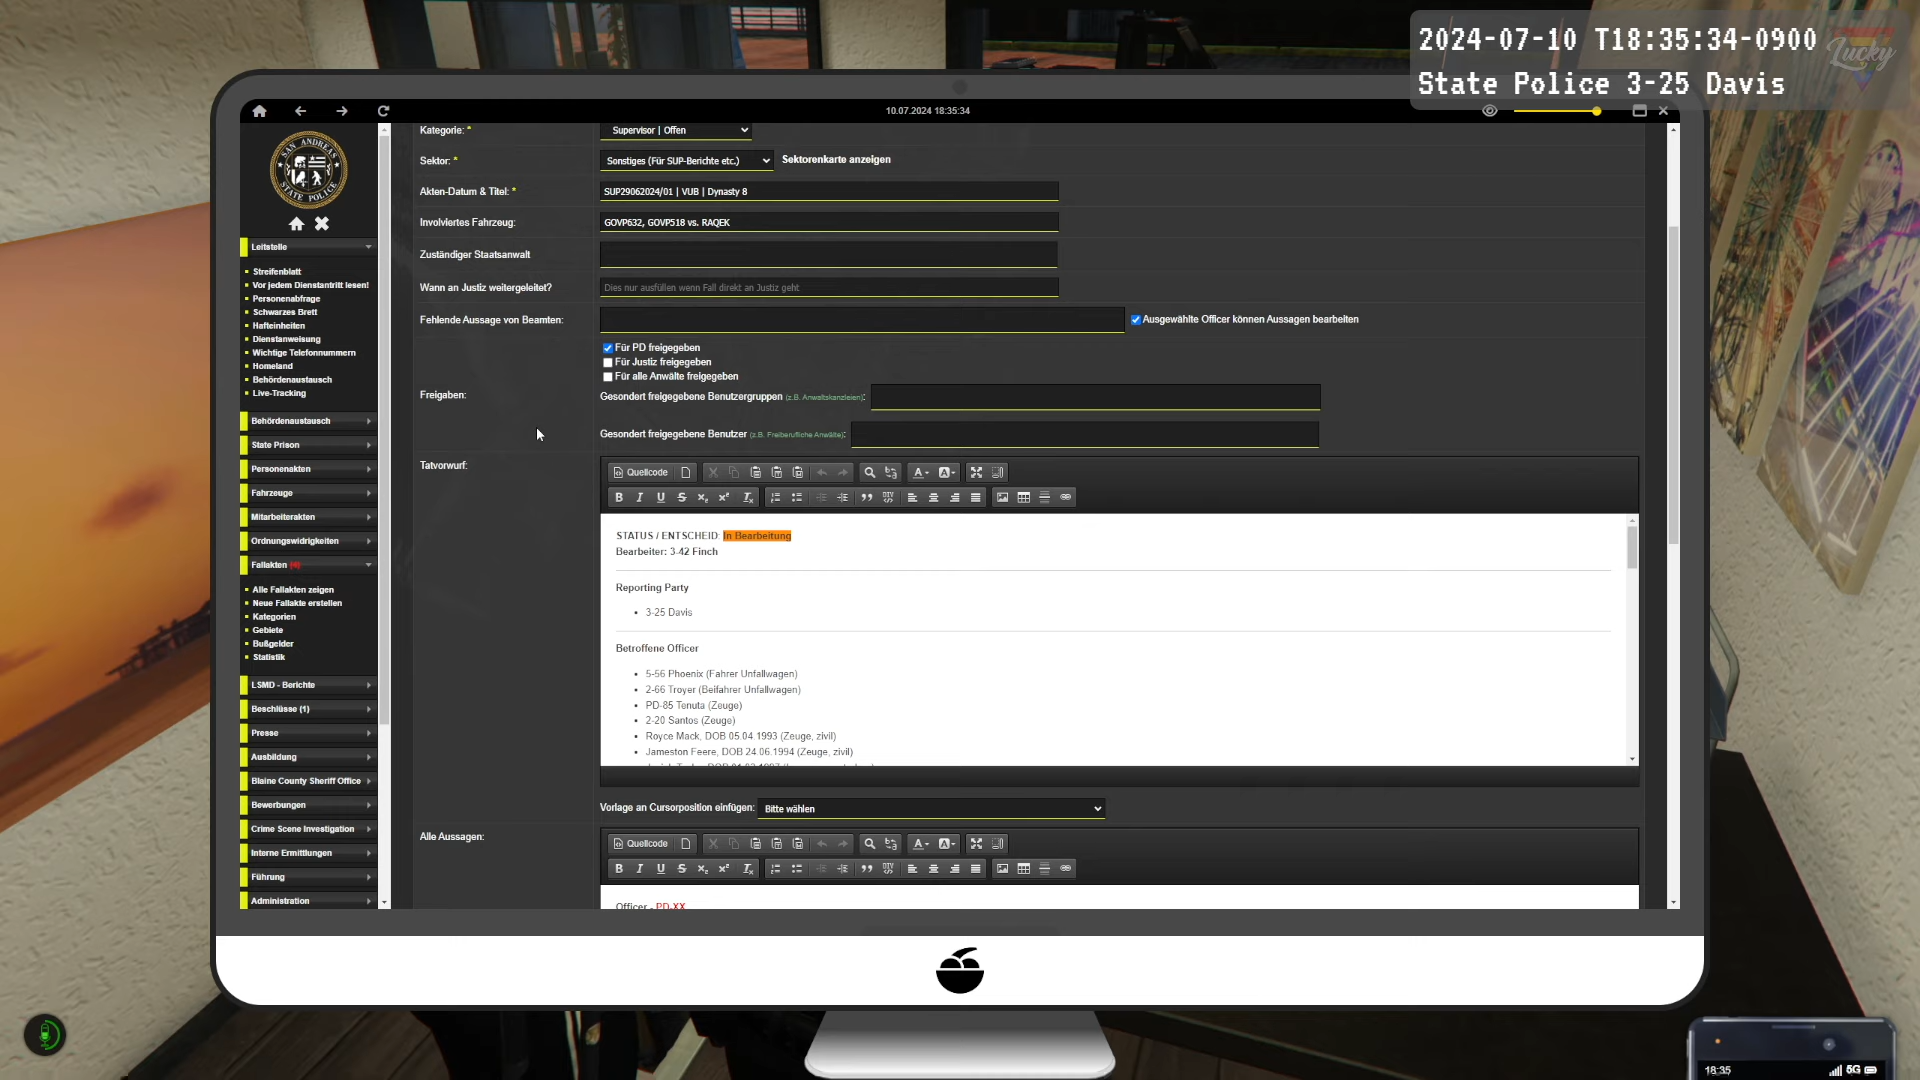 2024-07-10 T18:35:34-0900
State Police 3-25 Davis
Lucky
10.07.2024 18:35:34
SAN ANDREAS
STATE POLICE
Leitstelle
Streifenblatt
Vor jedem Dienstantritt lesen!
Personenabfrage
Schwarzes Brett
Hafteinheiten
Dienstanweisung
Wichtige Telefonnummern
Homeland
Behördenaustausch
Live-Tracking
Behördenaustausch
State Prison
Personenakten
Fahrzeuge
Mitarbeiterakten
Ordnungswidrigkeiten
Fallakten
Alle Fallakten zeigen
Neue Fallakte erstellen
Kategorien
Gebiete
Bußgelder
Statistik
LSMD - Berichte
Beschlüsse (1)
Presse
Ausbildung
Blaine County Sheriff Office
Bewerbungen
Crime Scene Investigation
Interne Ermittlungen
Führung
Administration
Kategorie: * Supervisor | Offen
Sektor: * Sonstiges (Für SUP-Berichte etc.) Sektorenkarte anzeigen
Akten-Datum & Titel: * SUP29062024/01 | VUB | Dynasty 8
Involviertes Fahrzeug: GOVP632, GOVP518 vs. RAQEK
Zuständiger Staatsanwalt
Wann an Justiz weitergeleitet? Dies nur ausfüllen wenn Fall direkt an Justiz geht
Fehlende Aussage von Beamten: Ausgewählte Officer können Aussagen bearbeiten
Für PD freigegeben
Für Justiz freigegeben
Für alle Anwälte freigegeben
Freigaben: Gesondert freigegebene Benutzergruppen (z.B. Anwaltskanzleien):
Gesondert freigegebene Benutzer (z.B. Freiberufliche Anwälte):
Tatvorwurf:
Quellcode
STATUS / ENTSCHEID: In Bearbeitung
Bearbeiter: 3-42 Finch
Reporting Party
3-25 Davis
Betroffene Officer
5-56 Phoenix (Fahrer Unfallwagen)
2-66 Troyer (Beifahrer Unfallwagen)
PD-85 Tenuta (Zeuge)
2-20 Santos (Zeuge)
Royce Mack, DOB 05.04.1993 (Zeuge, zivil)
Jameston Feere, DOB 24.06.1994 (Zeuge, zivil)
Vorlage an Cursorposition einfügen: Bitte wählen
Alle Aussagen:
Quellcode
Officer - PD-XX
18:35 5G